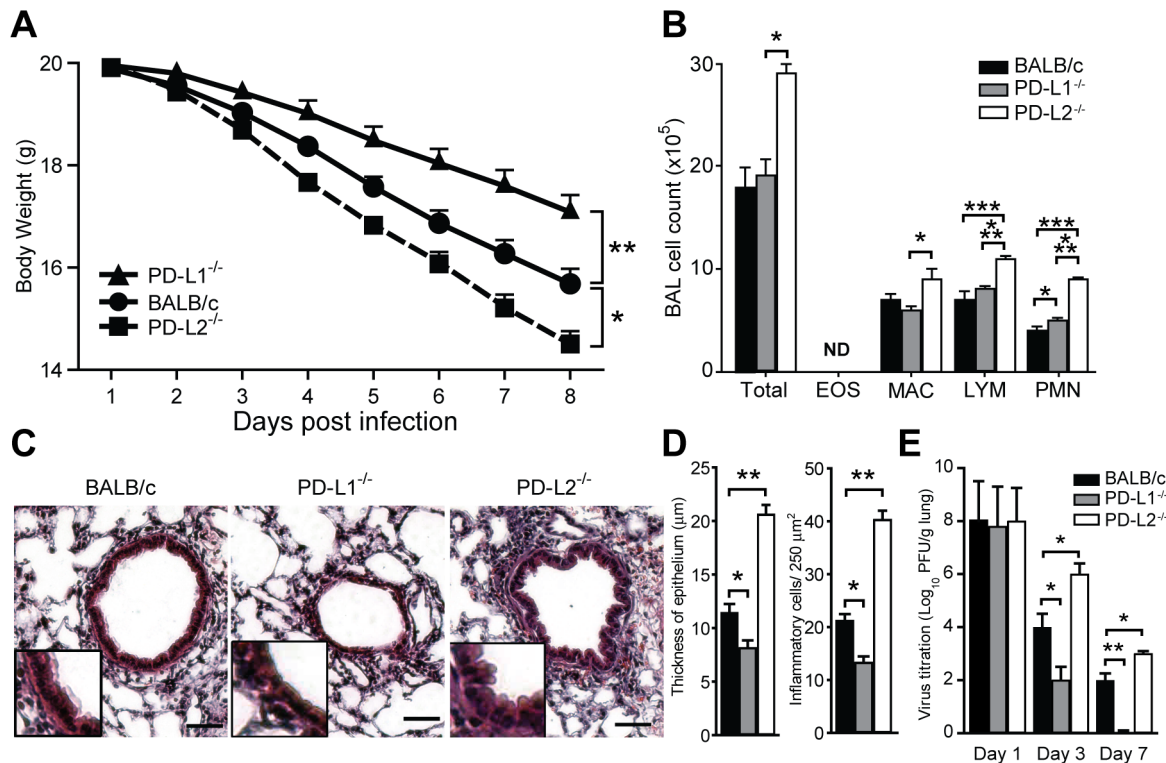 A
Body Weight (g)
20
18
16
14
PD-L1-/-
BALB/c
PD-L2-/-
**
*
1 2 3 4 5 6 7 8
Days post infection
B
BAL cell count (x10⁵)
30
20
10
0
BALB/c
PD-L1-/-
PD-L2-/-
*
ND
*
***
*
**
***
*
**
*
Total EOS MAC LYM PMN
C
BALB/c PD-L1-/- PD-L2-/-
D
Thickness of epithelium (μm)
25
20
15
10
5
0
**
*
Inflammatory cells/ 250 μm²
50
40
30
20
10
0
**
*
E
Virus titration (Log₁₀ PFU/g lung)
10
8
6
4
2
0
BALB/c
PD-L1-/-
PD-L2-/-
*
*
*
**
Day 1 Day 3 Day 7